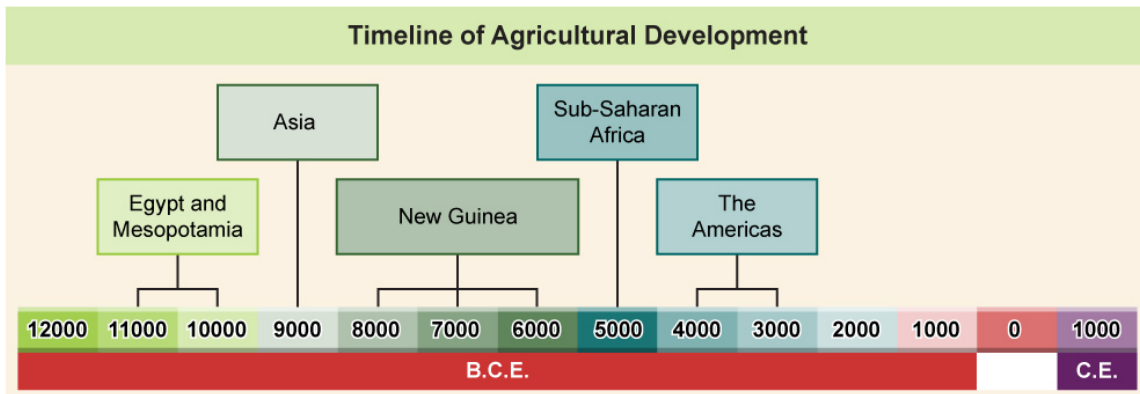 Timeline of Agricultural Development
Asia
Sub-Saharan
Africa
Egypt and
Mesopotamia
New Guinea
The
Americas
12000 11000 10000 9000 8000 7000 6000 5000 4000 3000 2000 1000 0 1000
B.C.E. C.E.